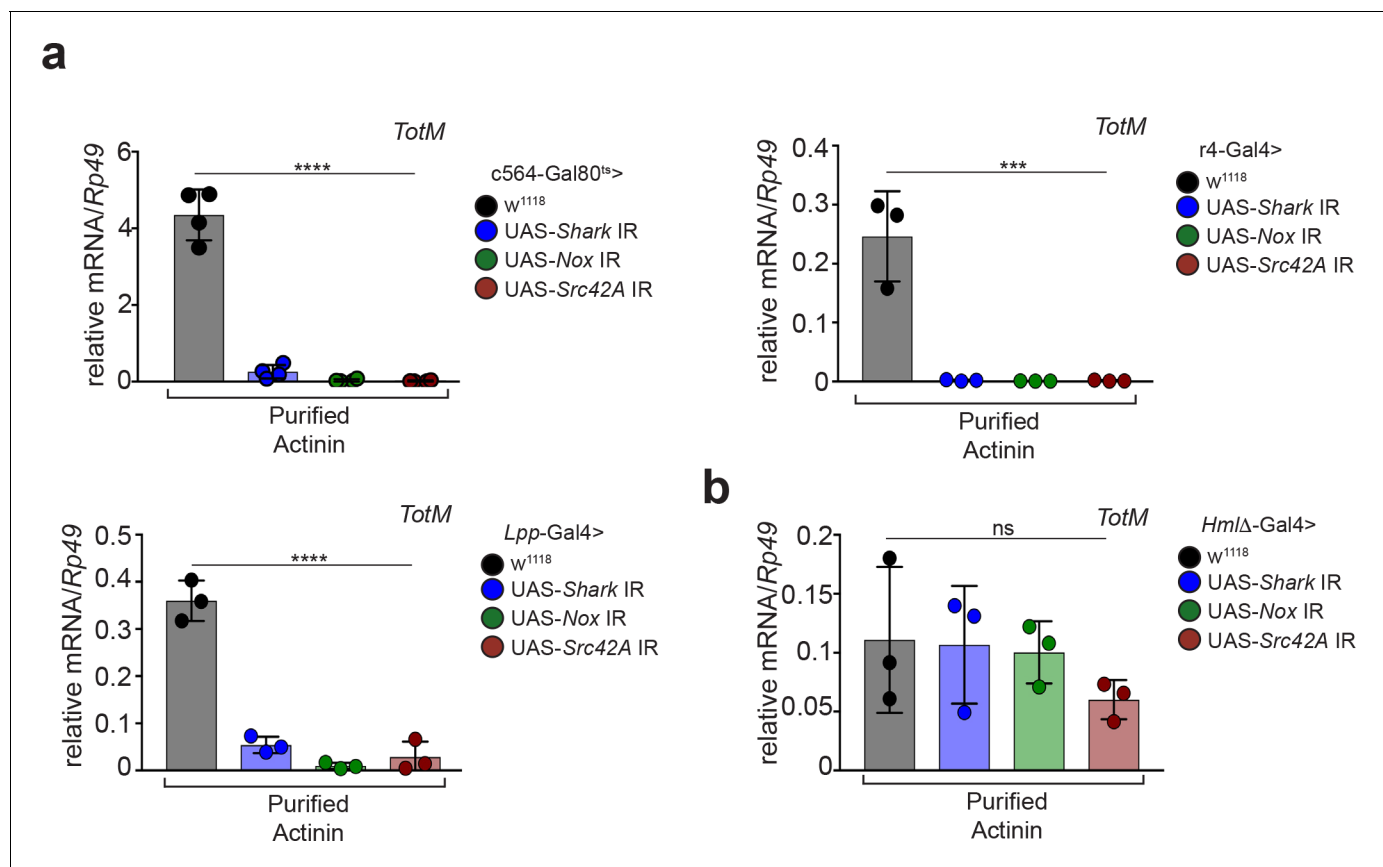 a
TotM
relative mRNA/Rp49
6
4
2
0
****
c564-Gal80ts>
w1118
UAS-Shark IR
UAS-Nox IR
UAS-Src42A IR
Purified
Actinin
TotM
relative mRNA/Rp49
0.4
0.3
0.2
0.1
0
***
r4-Gal4>
w1118
UAS-Shark IR
UAS-Nox IR
UAS-Src42A IR
Purified
Actinin
TotM
relative mRNA/Rp49
0.5
0.4
0.3
0.2
0.1
0
****
Lpp-Gal4>
w1118
UAS-Shark IR
UAS-Nox IR
UAS-Src42A IR
Purified
Actinin
b
TotM
relative mRNA/Rp49
0.2
0.15
0.1
0.05
0
ns
HmlΔ-Gal4>
w1118
UAS-Shark IR
UAS-Nox IR
UAS-Src42A IR
Purified
Actinin